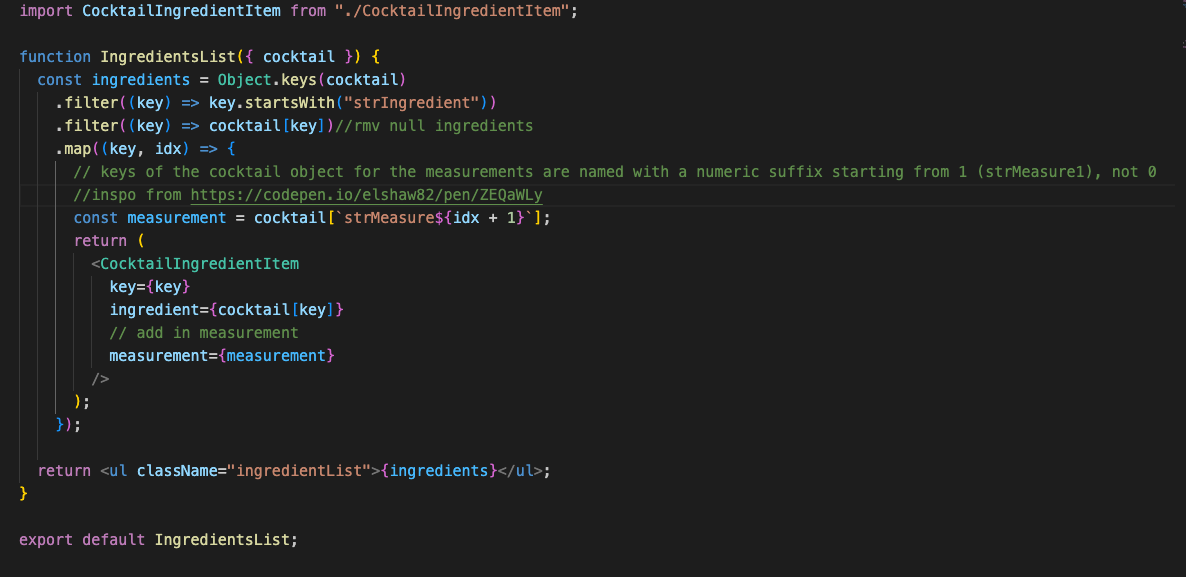 import CocktailIngredientItem from "./CocktailIngredientItem";
function IngredientsList({ cocktail }) {
const ingredients = Object.keys(cocktail)
.filter((key) => key.startsWith("strIngredient"))
.filter((key) => cocktail[key])//rmv null ingredients
.map((key, idx) => {
// keys of the cocktail object for the measurements are named with a numeric suffix starting from 1 (strMeasure1), not 0
//inspo from https://codepen.io/elshaw82/pen/ZEQaWLy
const measurement = cocktail[`strMeasure${idx + 1}`];
return (
<CocktailIngredientItem
key={key}
ingredient={cocktail[key]}
// add in measurement
measurement={measurement}
/>
);
});
return <ul className="ingredientList">{ingredients}</ul>;
}
export default IngredientsList;